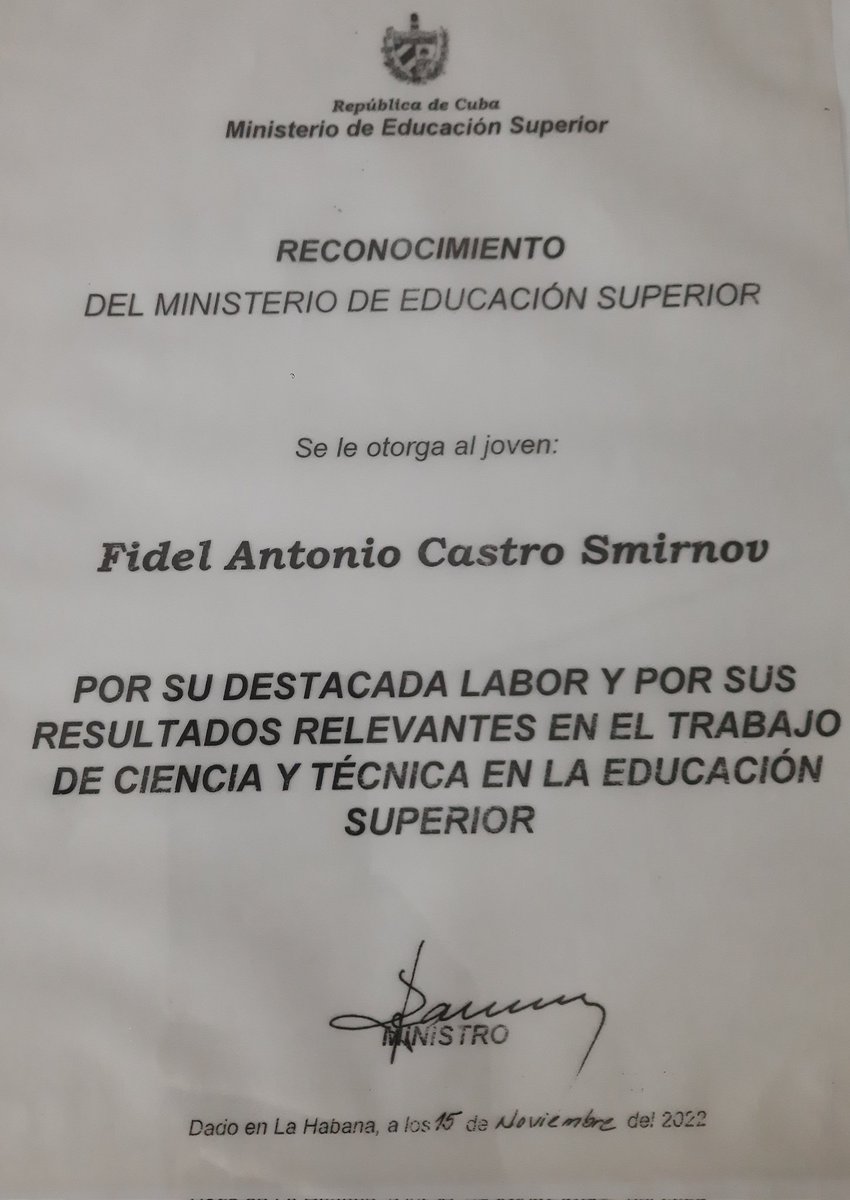 República de Cuba
Ministerio de Educación Superior
RECONOCIMIENTO
DEL MINISTERIO DE EDUCACIÓN SUPERIOR
Se le otorga al joven:
Fidel Antonio Castro Smirnov
POR SU DESTACADA LABOR Y POR SUS
RESULTADOS RELEVANTES EN EL TRABAJO
DE CIENCIA Y TÉCNICA EN LA EDUCACIÓN
SUPERIOR
MINISTRO
Dado en La Habana, a los 15 de Noviembre del 2022